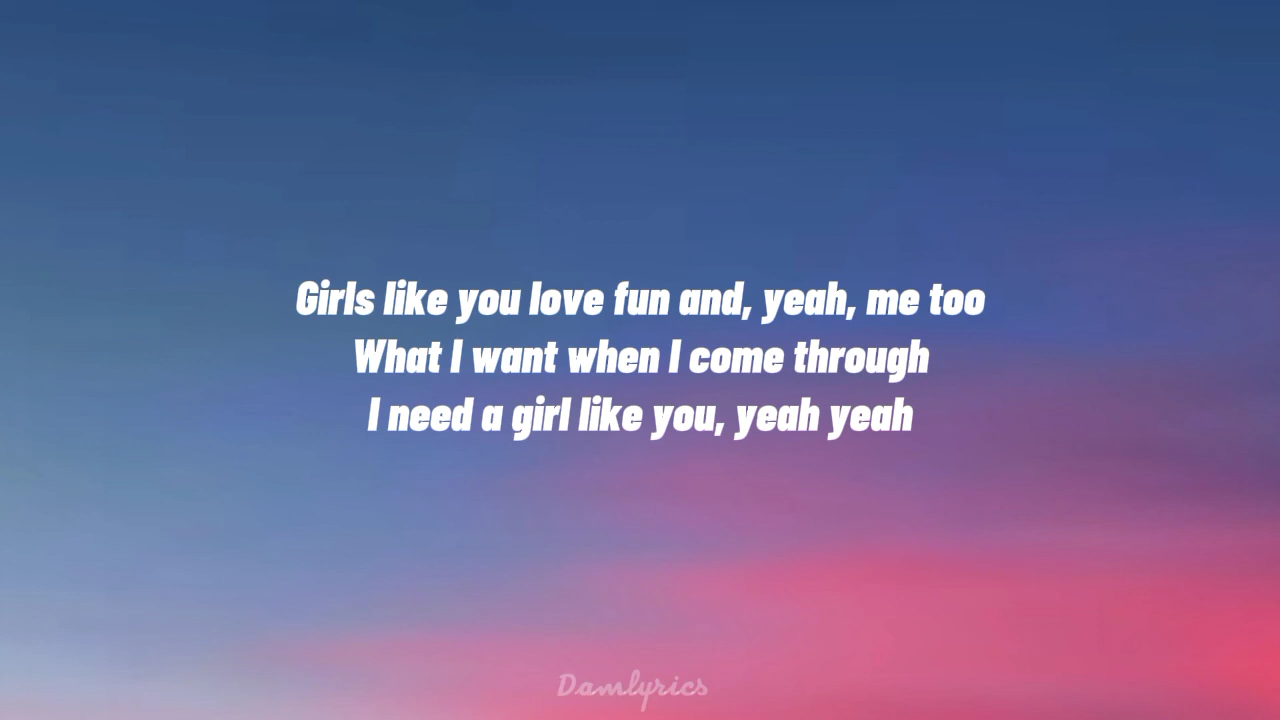 Girls like you love fun and, yeah, me too
What I want when I come through
I need a girl like you, yeah yeah
Damlyrics